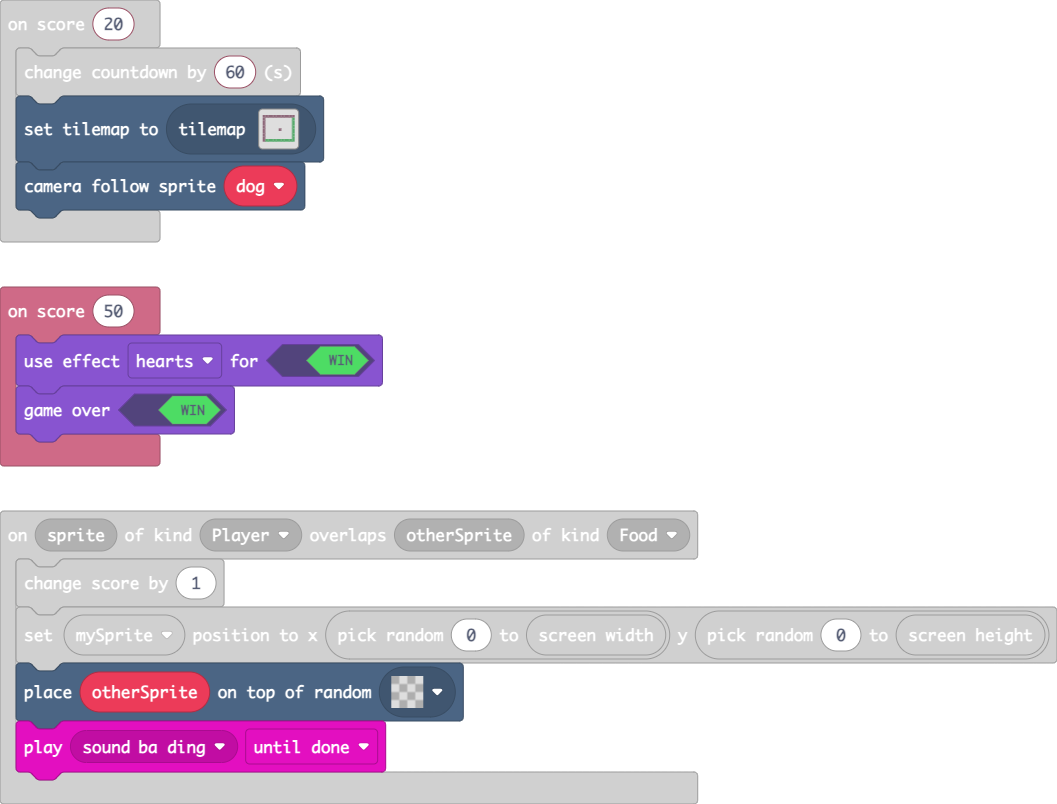 on score 20
change countdown by 60 (s)
set tilemap to tilemap
camera follow sprite dog
on score 50
use effect hearts for WIN
game over WIN
on sprite of kind Player overlaps otherSprite of kind Food
change score by 1
set mySprite position to x pick random 0 to screen width y pick random 0 to screen height
place otherSprite on top of random
play sound ba ding until done